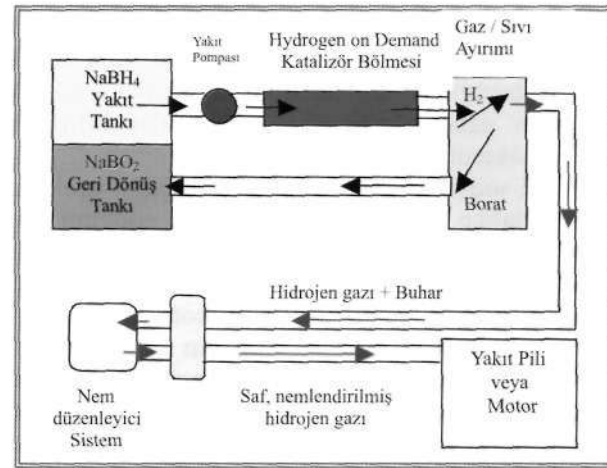 Yakıt
Pompası
Hydrogen on Demand
Katalizör Bölmesi
Gaz / Sıvı
Ayırımı
NaBH₄
Yakıt
Tankı
H₂
NaBO₂
Geri Dönüş
Tankı
Borat
Hidrojen gazı + Buhar
Nem
düzenleyici
Sistem
Saf, nemlendirilmiş
hidrojen gazı
Yakıt Pili
veya
Motor